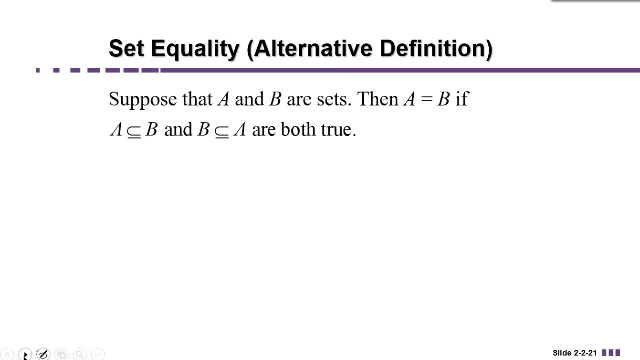 Set Equality (Alternative Definition)
Suppose that A and B are sets. Then A = B if
A ⊆ B and B ⊆ A are both true.
Slide 2-2-21